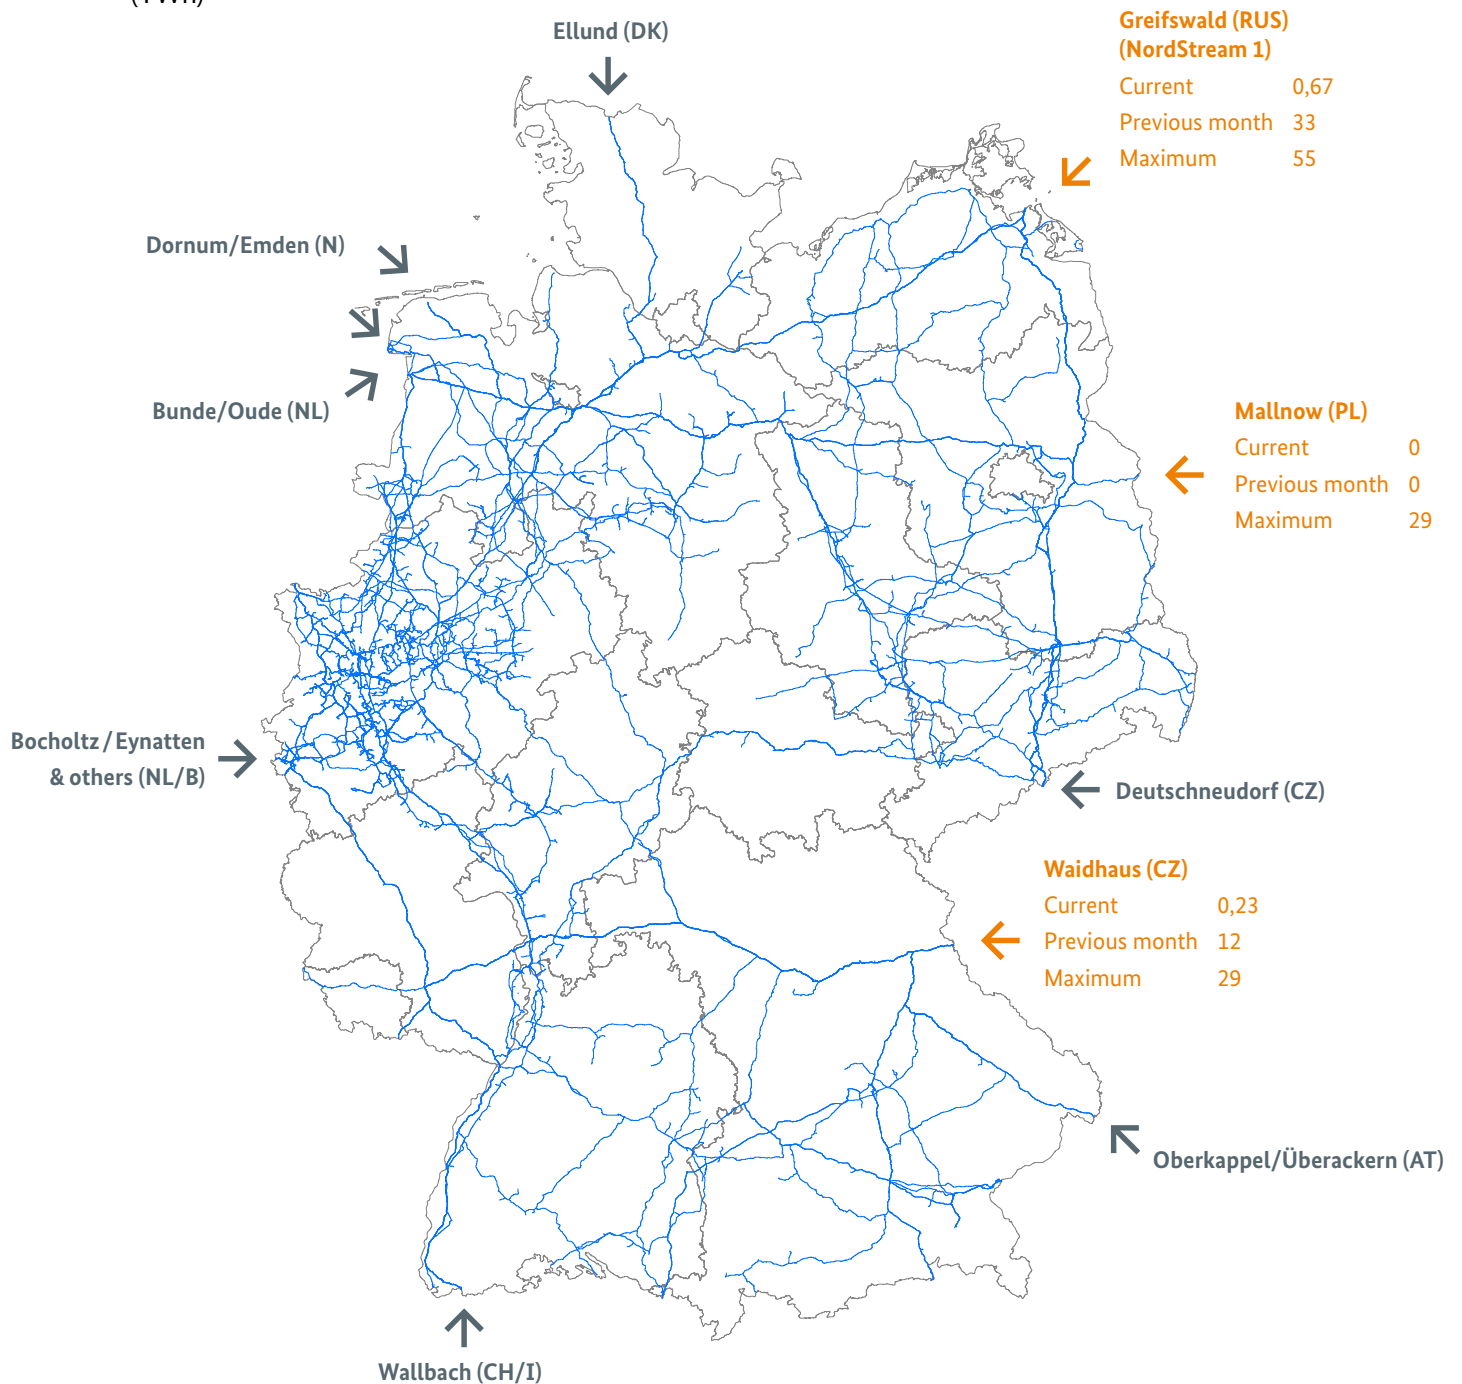 (TWh)
Ellund (DK)
Greifswald (RUS)
(NordStream 1)
Current 0,67
Previous month 33
Maximum 55
Dornum/Emden (N)
Bunde/Oude (NL)
Mallnow (PL)
Current 0
Previous month 0
Maximum 29
Bocholtz / Eynatten
& others (NL/B)
Deutschneudorf (CZ)
Waidhaus (CZ)
Current 0,23
Previous month 12
Maximum 29
Oberkappel/Überackern (AT)
Wallbach (CH/I)